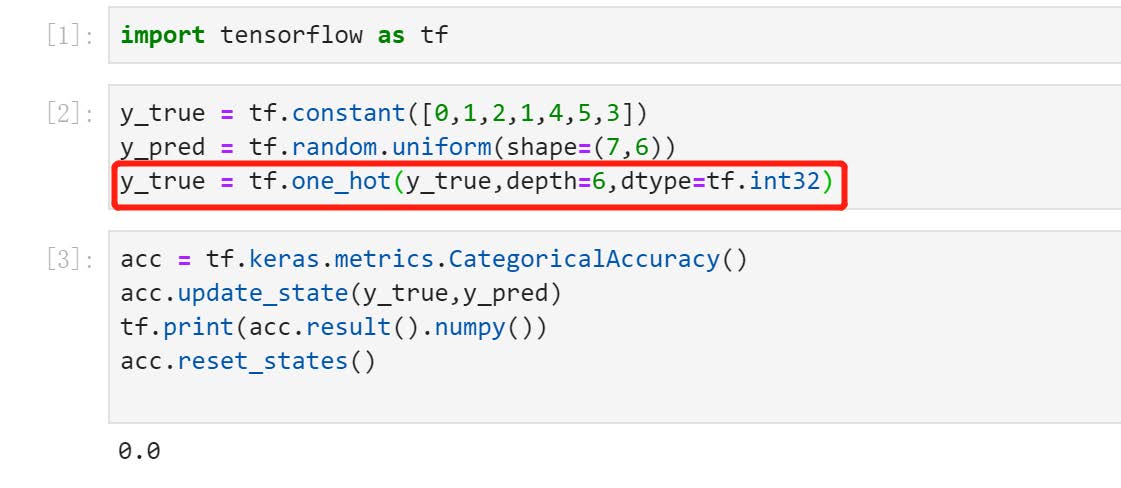 [1]: import tensorflow as tf
[2]: y_true = tf.constant([0,1,2,1,4,5,3])
y_pred = tf.random.uniform(shape=(7,6))
y_true = tf.one_hot(y_true,depth=6,dtype=tf.int32)
[3]: acc = tf.keras.metrics.CategoricalAccuracy()
acc.update_state(y_true,y_pred)
tf.print(acc.result().numpy())
acc.reset_states()
0.0